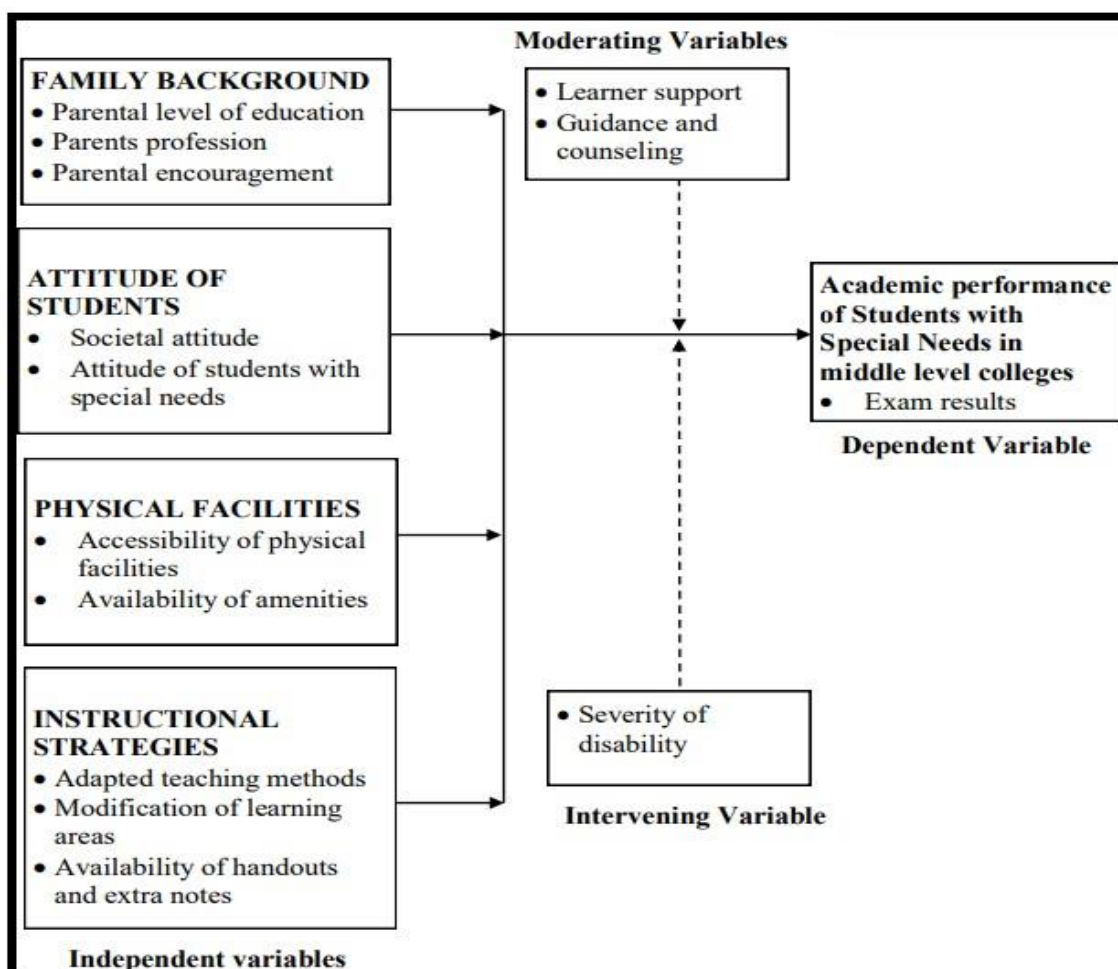 Moderating Variables
FAMILY BACKGROUND
• Parental level of education
• Parents profession
• Parental encouragement
• Learner support
• Guidance and
counseling
ATTITUDE OF
STUDENTS
• Societal attitude
• Attitude of students with
special needs
Academic performance
of Students with
Special Needs in
middle level colleges
• Exam results
Dependent Variable
PHYSICAL FACILITIES
• Accessibility of physical
facilities
• Availability of amenities
INSTRUCTIONAL
STRATEGIES
• Adapted teaching methods
• Modification of learning
areas
• Availability of handouts
and extra notes
• Severity of
disability
Intervening Variable
Independent variables